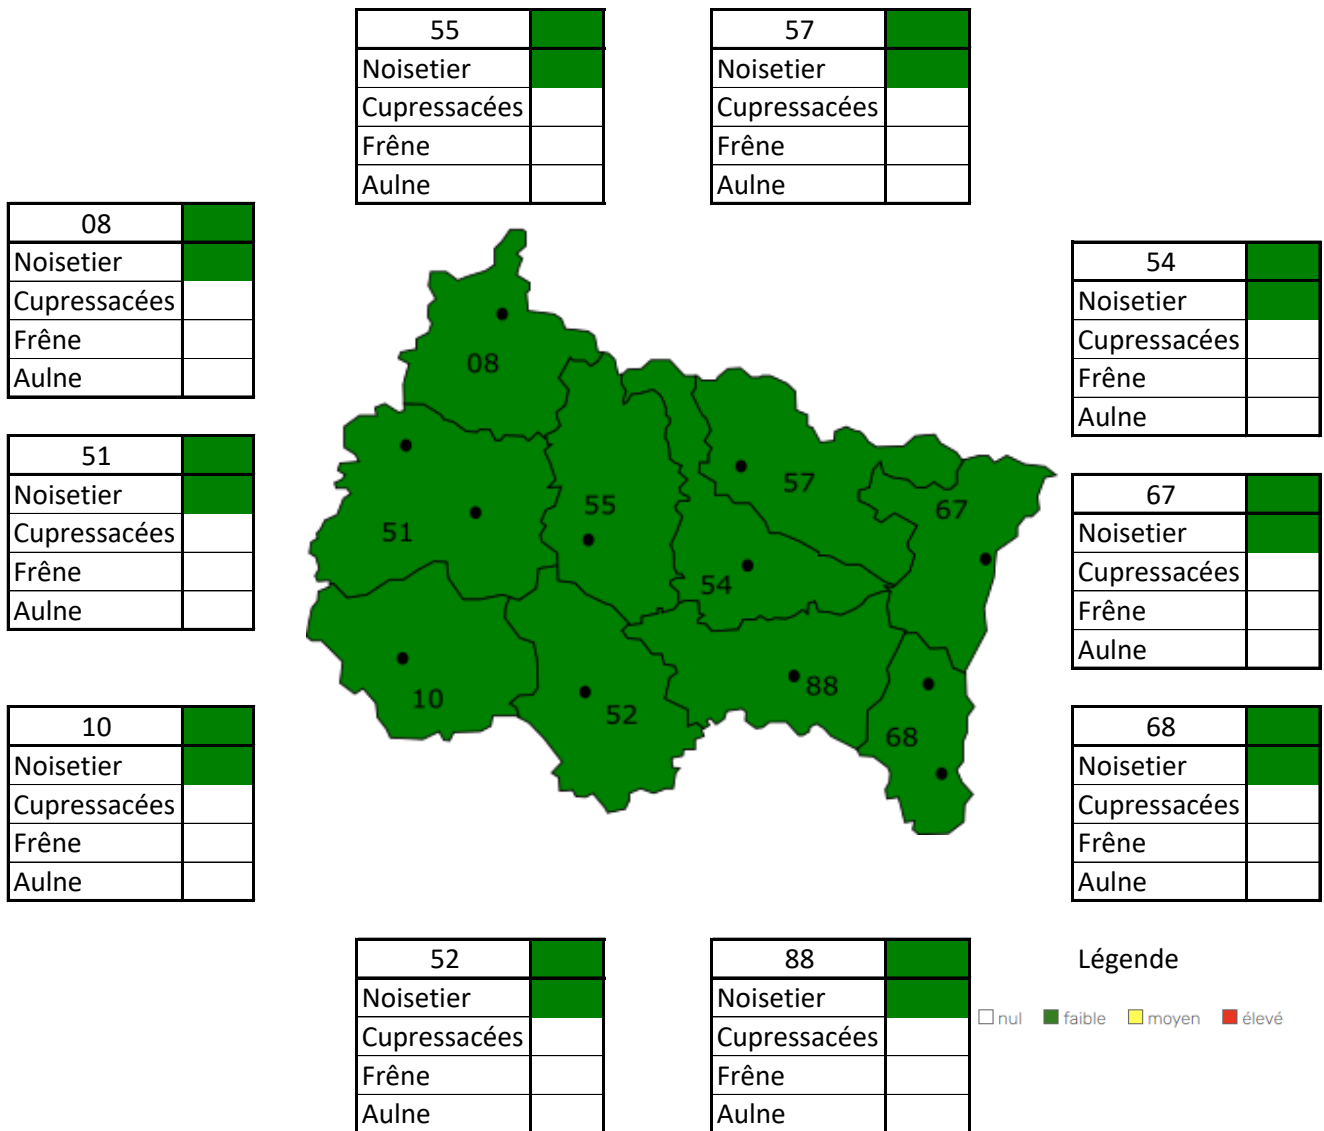 55
Noisetier
Cupressacées
Frêne
Aulne
57
Noisetier
Cupressacées
Frêne
Aulne
08
Noisetier
Cupressacées
Frêne
Aulne
54
Noisetier
Cupressacées
Frêne
Aulne
51
Noisetier
Cupressacées
Frêne
Aulne
67
Noisetier
Cupressacées
Frêne
Aulne
08
57
67
55
51
54
88
10
52
68
10
Noisetier
Cupressacées
Frêne
Aulne
68
Noisetier
Cupressacées
Frêne
Aulne
52
Noisetier
Cupressacées
Frêne
Aulne
88
Noisetier
Cupressacées
Frêne
Aulne
Légende
nul faible moyen élevé